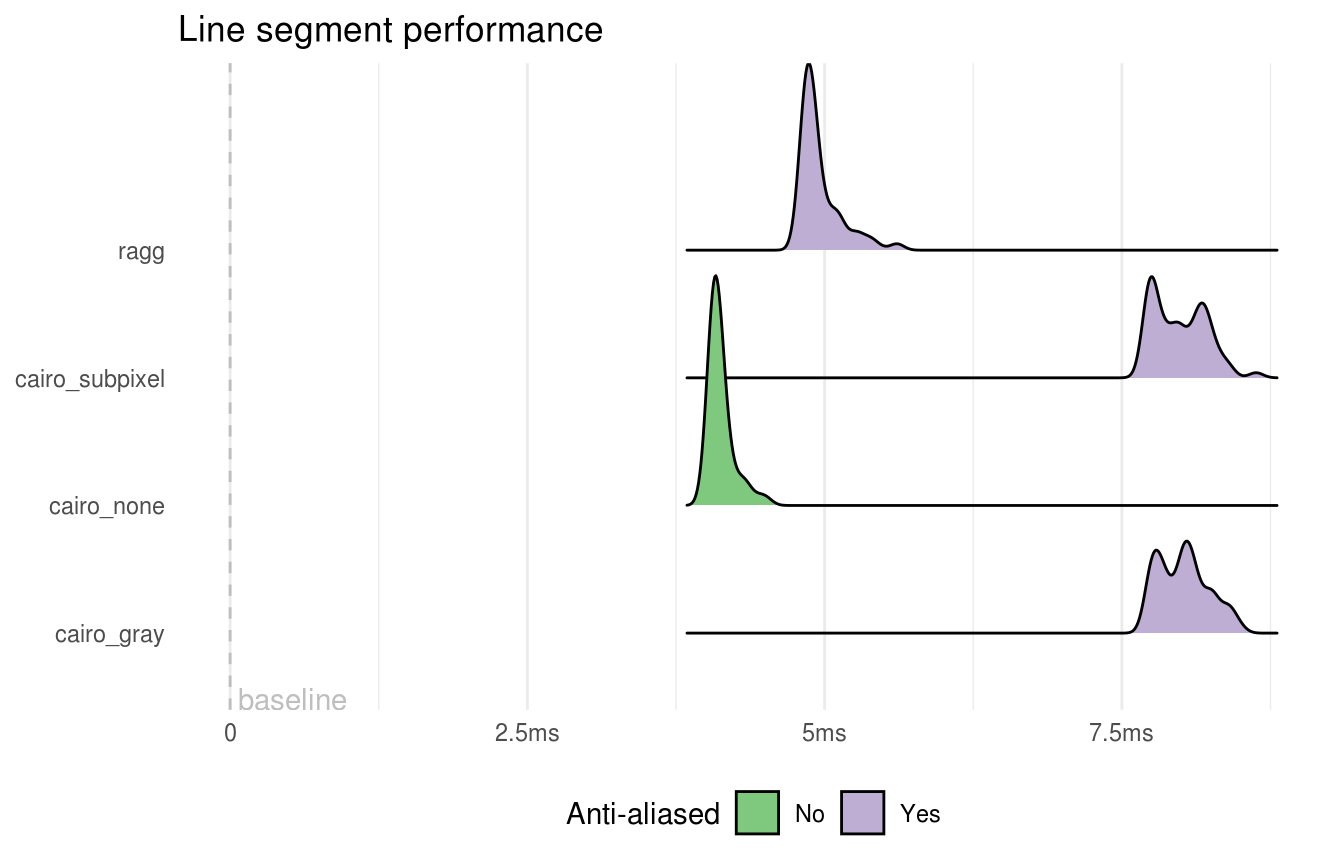 Line segment performance
ragg
cairo_subpixel
cairo_none
cairo_gray
baseline
0 2.5ms 5ms 7.5ms
Anti-aliased No Yes